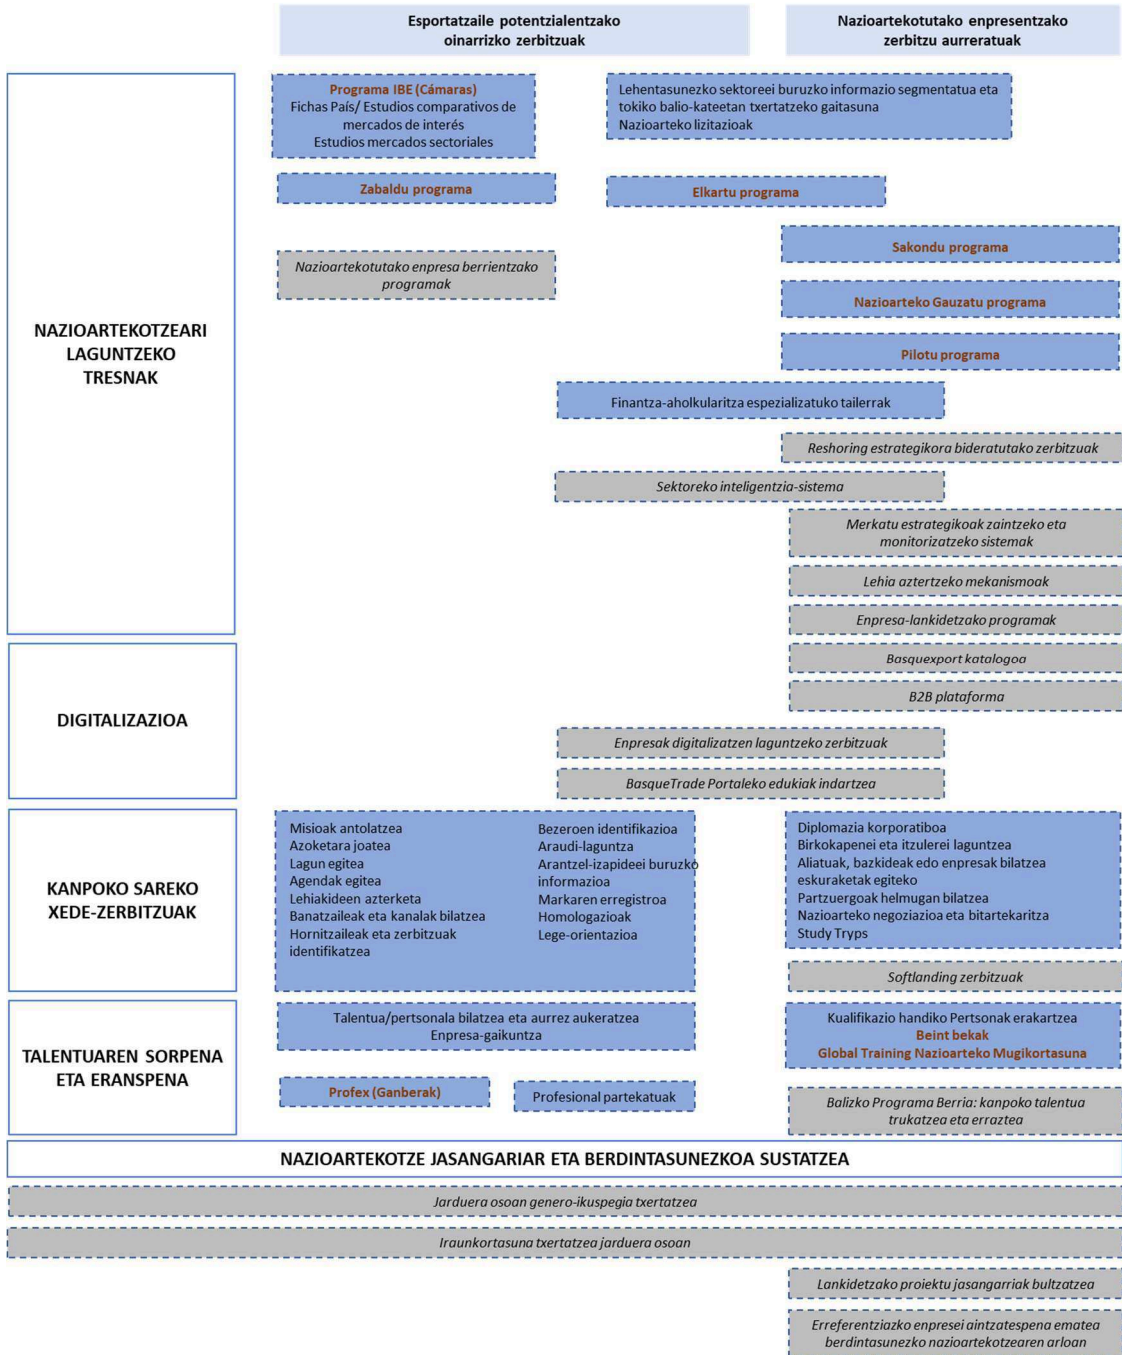 Esportatzaile potentzialentzako
oinarrizko zerbitzuak
Nazioartekotutako enpresentzako
zerbitzu aurreratuak
NAZIOARTEKOTZEARI
LAGUNTZEKO
TRESNAK
Programa IBE (Cámaras)
Fichas País/ Estudios comparativos de
mercados de interés
Estudios mercados sectoriales
Lehentasunezko sektoreei buruzko informazio segmentatua eta
tokiko balio-kateetan txertatzeko gaitasuna
Nazioarteko lizitazioak
Zabaldu programa
Elkartu programa
Sakondu programa
Nazioartekotutako enpresa berrientzako
programak
Nazioarteko Gauzatu programa
Pilotu programa
Finantza-aholkularitza espezializatuko tailerrak
Reshoring estrategikora bideratutako zerbitzuak
Sektoreko inteligentzia-sistema
Merkatu estrategikoak zaintzeko eta
monitorizatzeko sistemak
Lehia aztertzeko mekanismoak
Enpresa-lankidetzako programak
DIGITALIZAZIOA
Basquexport katalogoa
B2B plataforma
Enpresak digitalizatzen laguntzeko zerbitzuak
BasqueTrade Portaleko edukiak indartzea
KANPOKO SAREKO
XEDE-ZERBITZUAK
Misioak antolatzea
Azoketara joatea
Lagun egitea
Agendak egitea
Lehiakideen azterketa
Banatzaileak eta kanalak bilatzea
Hornitzaileak eta zerbitzuak
identifikatzea
Bezeroen identifikazioa
Araudi-laguntza
Arantzel-izapideei buruzko
informazioa
Markaren erregistroa
Homologazioak
Lege-orientazioa
Diplomazia korporatiboa
Birkokapenei eta itzulerei laguntzea
Aliatuak, bazkideak edo enpresak bilatzea
eskuraketak egiteko
Partzuergoak helmugan bilatzea
Nazioarteko negoziazioa eta bitartekaritza
Study Tryps
Softlanding zerbitzuak
TALENTUAREN SORPENA
ETA ERANSPENA
Talentua/pertsonala bilatzea eta aurrez aukeratzea
Enpresa-gaikuntza
Kualifikazio handiko Pertsonak erakartzea
Beint bekak
Global Training Nazioarteko Mugikortasuna
Profex (Ganberak)
Profesional partekatuak
Balizko Programa Berria: kanpoko talentua
trukatzea eta erraztea
NAZIOARTEKOTZE JASANGARIAR ETA BERDINTASUNEZKOA SUSTATZEA
Jarduera osoan genero-ikuspegia txertatzea
Iraunkortasuna txertatzea jarduera osoan
Lankidetzako proiektu jasangarriak bultzatzea
Erreferentziazko enpresei aintzatespena ematea
berdintasunezko nazioartekotzearen arloan